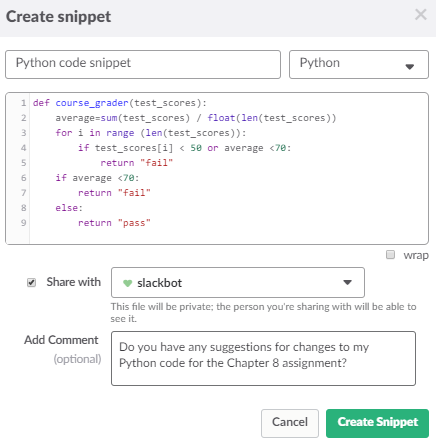 Create snippet ×
Python code snippet Python
1 def course_grader(test_scores):
2     average=sum(test_scores) / float(len(test_scores))
3     for i in range (len(test_scores)):
4         if test_scores[i] < 50 or average <70:
5             return "fail"
6     if average <70:
7         return "fail"
8     else:
9         return "pass"
wrap
Share with slackbot
This file will be private; the person you're sharing with will be able to
see it.
Add Comment
(optional)
Do you have any suggestions for changes to my
Python code for the Chapter 8 assignment?
Cancel Create Snippet